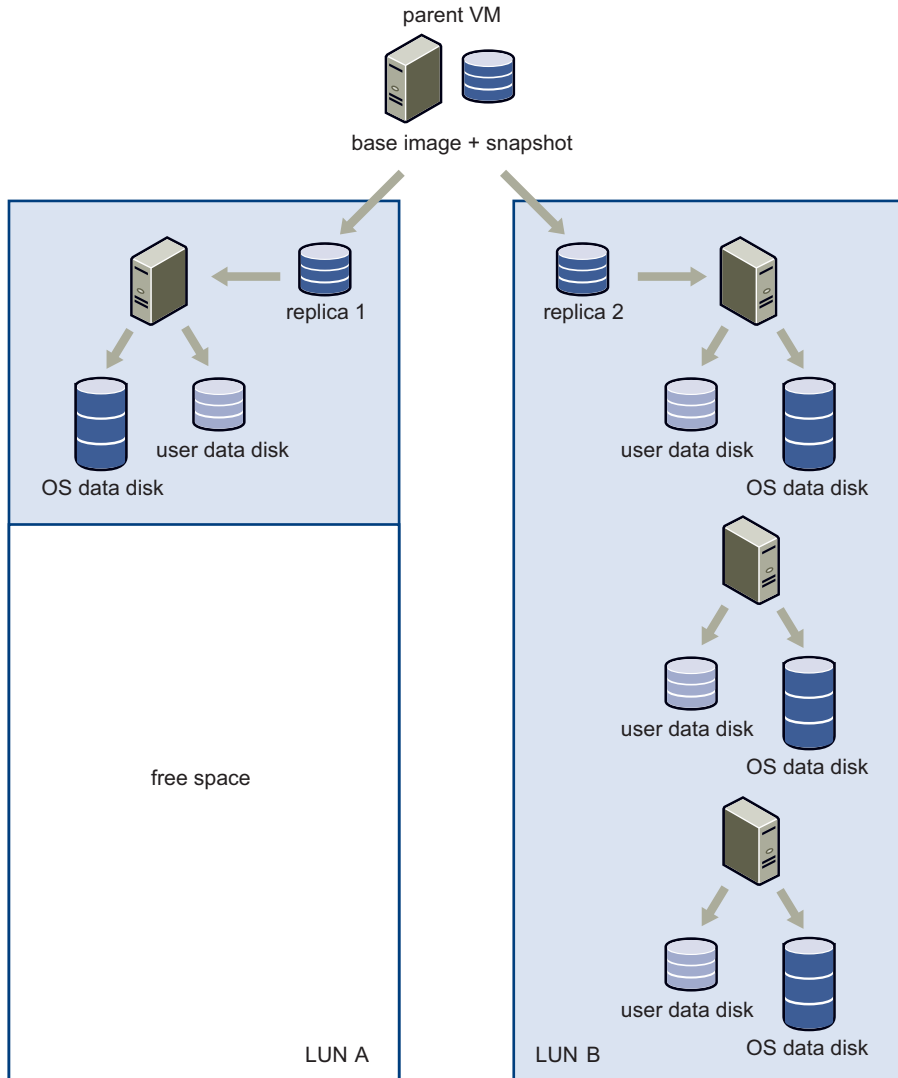 parent VM
base image + snapshot
replica 1
OS data disk
user data disk
free space
LUN A
replica 2
user data disk
OS data disk
user data disk
OS data disk
user data disk
OS data disk
LUN B